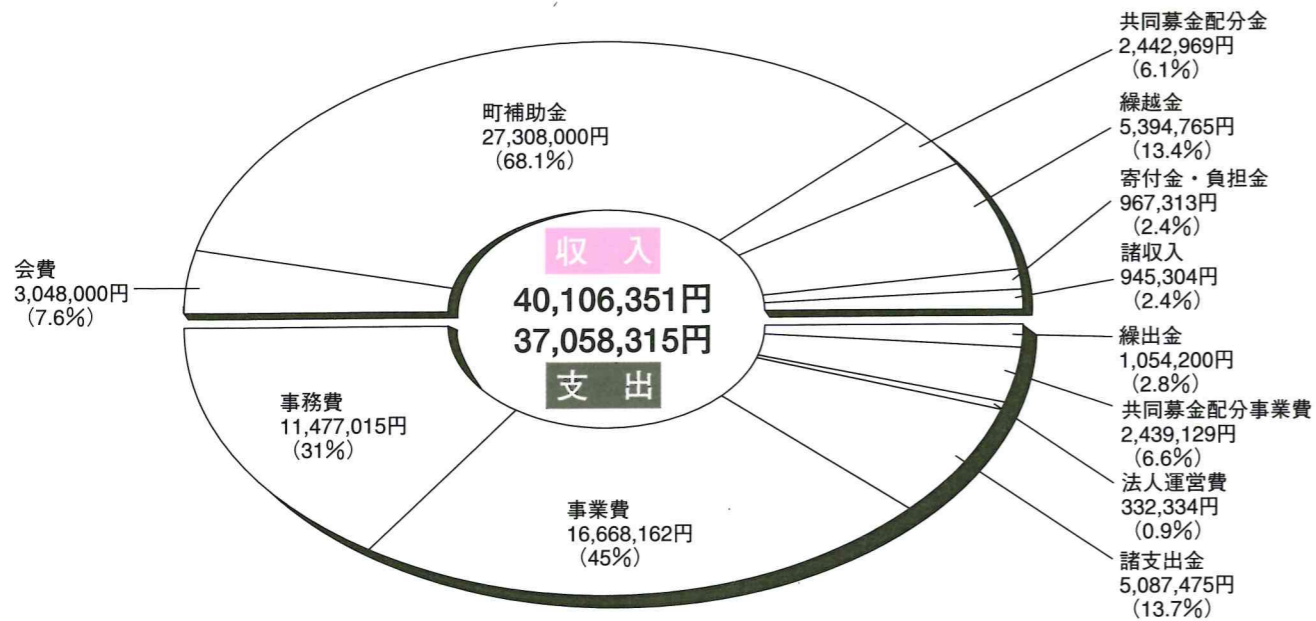 共同募金配分金
2,442,969円
（6.1％）
繰越金
5,394,765円
（13.4％）
寄付金・負担金
967,313円
（2.4％）
諸収入
945,304円
（2.4％）
町補助金
27,308,000円
（68.1％）
会費
3,048,000円
（7.6％）
収 入
40,106,351円
37,058,315円
支 出
繰出金
1,054,200円
（2.8％）
共同募金配分事業費
2,439,129円
（6.6％）
法人運営費
332,334円
（0.9％）
諸支出金
5,087,475円
（13.7％）
事務費
11,477,015円
（31％）
事業費
16,668,162円
（45％）